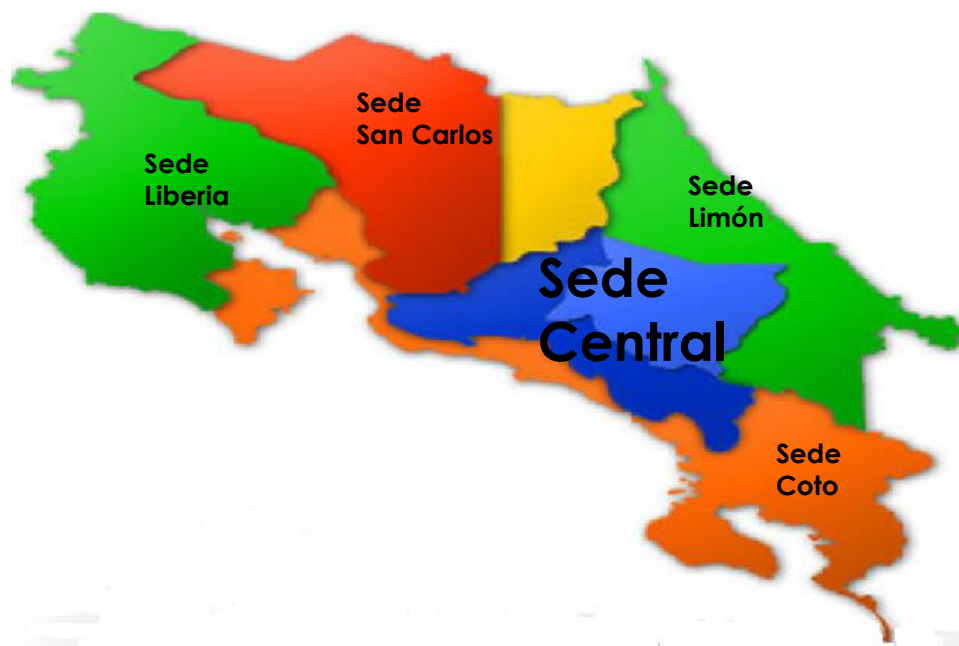 Sede
San Carlos
Sede
Liberia
Sede
Limón
Sede
Central
Sede
Coto